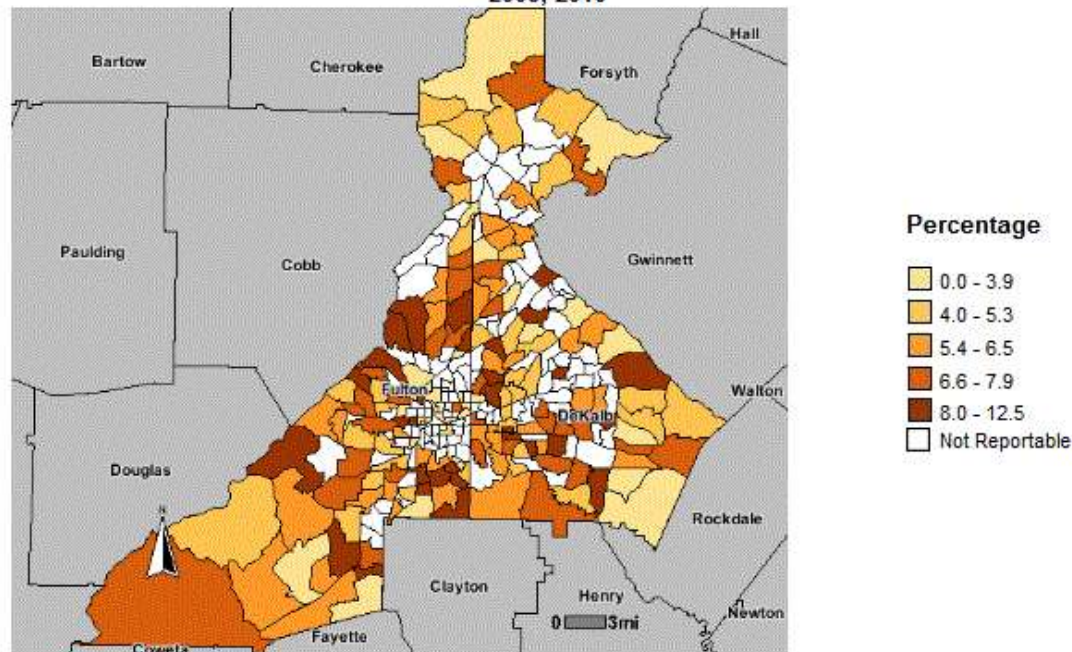 Hall
Bartow
Cherokee
Forsyth
Paulding
Cobb
Gwinnett
Percentage
0.0 - 3.9
4.0 - 5.3
5.4 - 6.5
6.6 - 7.9
8.0 - 12.5
Not Reportable
Fulton
Walton
DeKalb
Douglas
N
Rockdale
Clayton
Henry
0 3mi
Newton
Fayette
Coweta